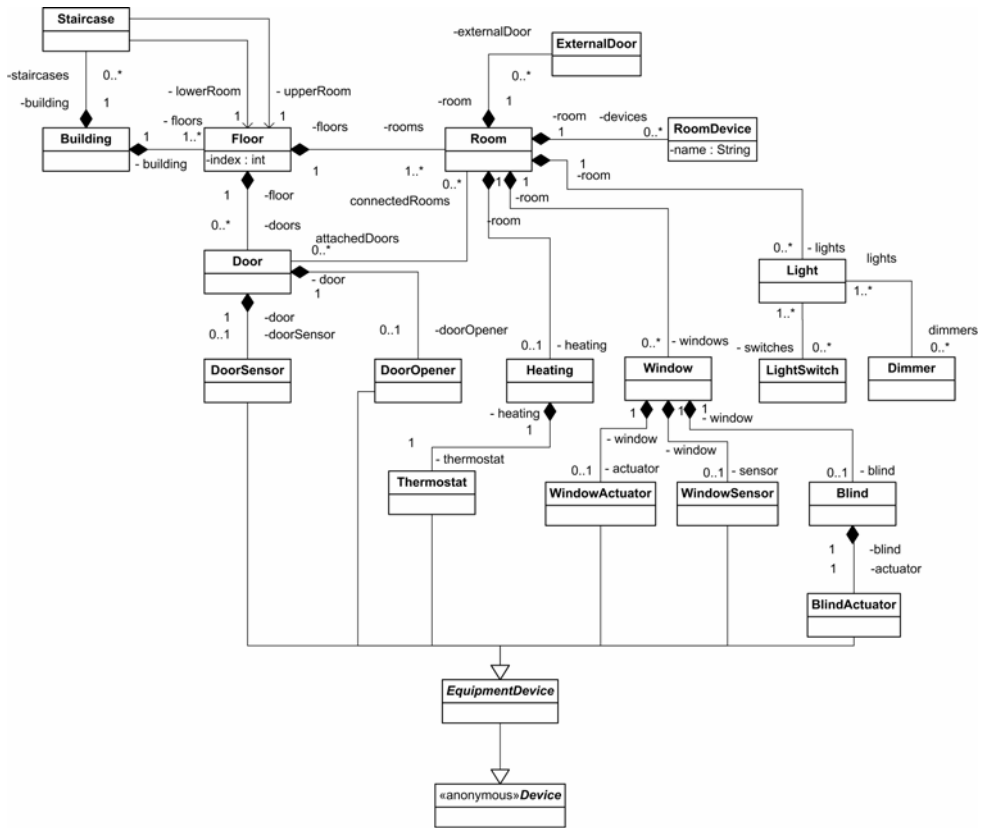 Staircase
-externalDoor
ExternalDoor
-staircases 0..*
0..*
- lowerRoom - upperRoom
-building 1
-room 1
1 1
- floors
-room -devices
Building 1 1..* Floor -floors -rooms Room 1 0..* RoomDevice
- building -index : int -name : String
1 1..* 0..* 1 1 1
-room
1 -floor connectedRooms -room
-room
0..* -doors attachedDoors
0..*
0..* - lights lights
Door - door Light
1 1..*
1..*
1 -door
0..1 -doorSensor 0..1 -doorOpener 0..1 - heating 0..* - windows - switches 0..* dimmers
0..*
DoorSensor DoorOpener Heating Window LightSwitch Dimmer
- heating 1 1 1 - window
1 1 - window
- thermostat - window
0..1 - actuator 0..1 - sensor 0..1 - blind
Thermostat WindowActuator WindowSensor Blind
1 -blind
1 -actuator
BlindActuator
EquipmentDevice
«anonymous»Device